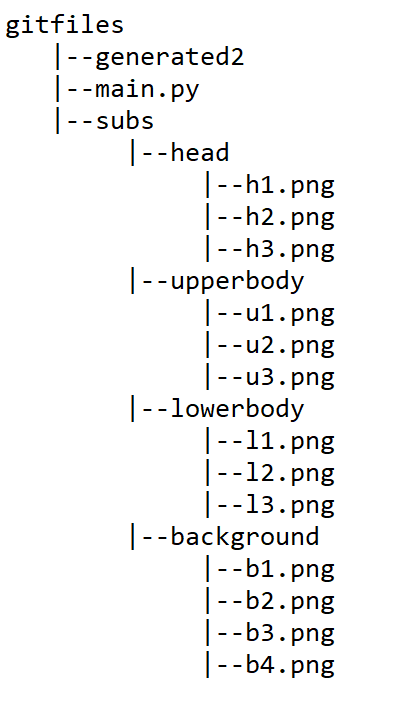 gitfiles
|--generated2
|--main.py
|--subs
|--head
|--h1.png
|--h2.png
|--h3.png
|--upperbody
|--u1.png
|--u2.png
|--u3.png
|--lowerbody
|--l1.png
|--l2.png
|--l3.png
|--background
|--b1.png
|--b2.png
|--b3.png
|--b4.png